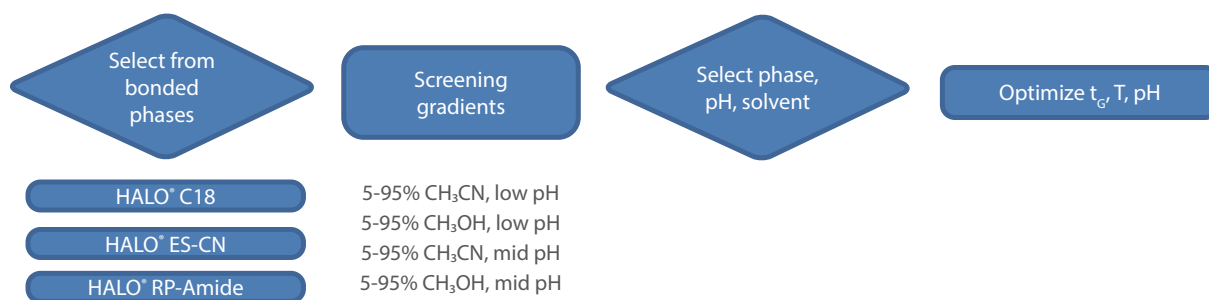 Select from
bonded
phases
Screening
gradients
Select phase,
pH, solvent
Optimize t_G, T, pH
HALO® C18
HALO® ES-CN
HALO® RP-Amide
5-95% CH₃CN, low pH
5-95% CH₃OH, low pH
5-95% CH₃CN, mid pH
5-95% CH₃OH, mid pH